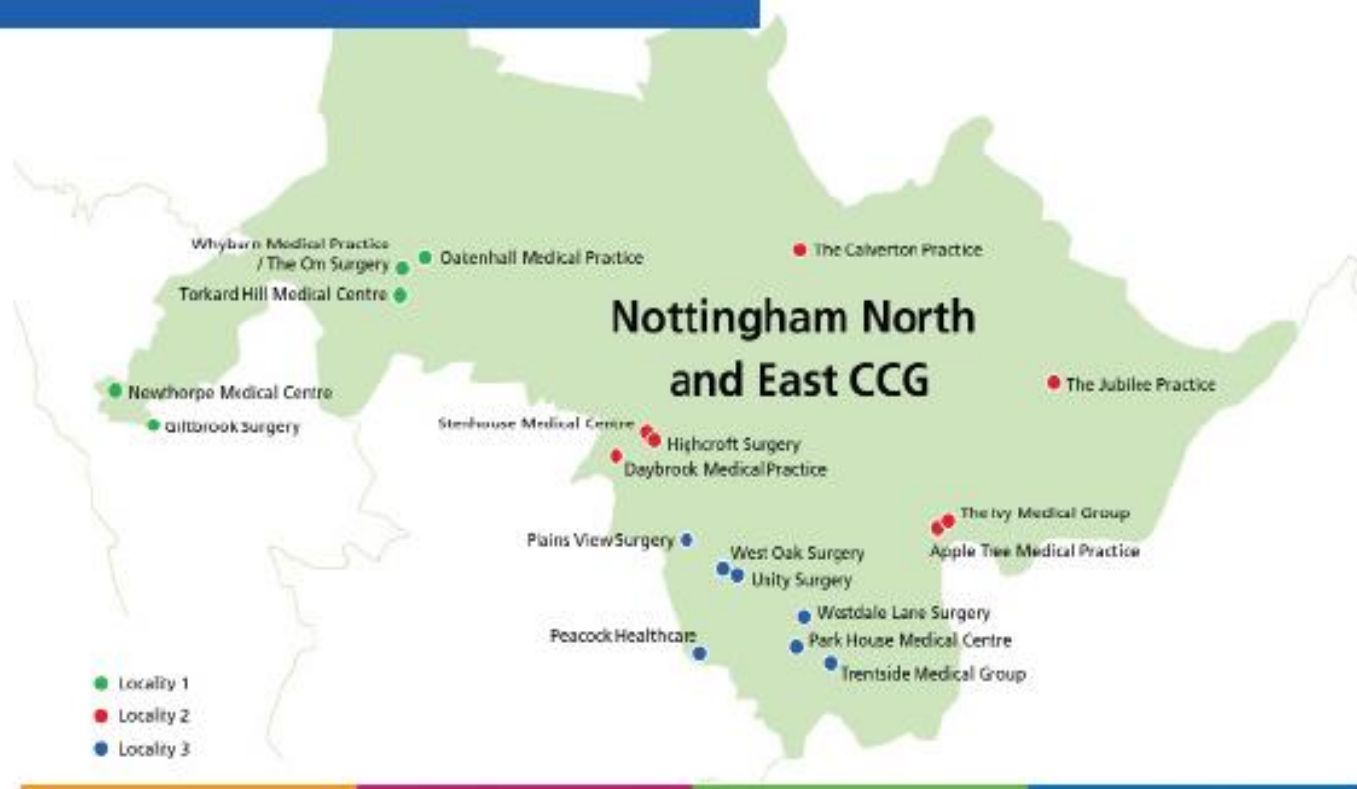 Whyburn Medical Practice
/ The Om Surgery
Oakenhall Medical Practice
Torkard Hill Medical Centre
The Calverton Practice
Nottingham North
and East CCG
Newthorpe Medical Centre
Giltbrook Surgery
The Jubilee Practice
Stenhouse Medical Centre
Highcroft Surgery
Daybrook Medical Practice
The Ivy Medical Group
Apple Tree Medical Practice
Plains View Surgery
West Oak Surgery
Unity Surgery
Westdale Lane Surgery
Peacock Healthcare
Park House Medical Centre
Trentside Medical Group
Locality 1
Locality 2
Locality 3